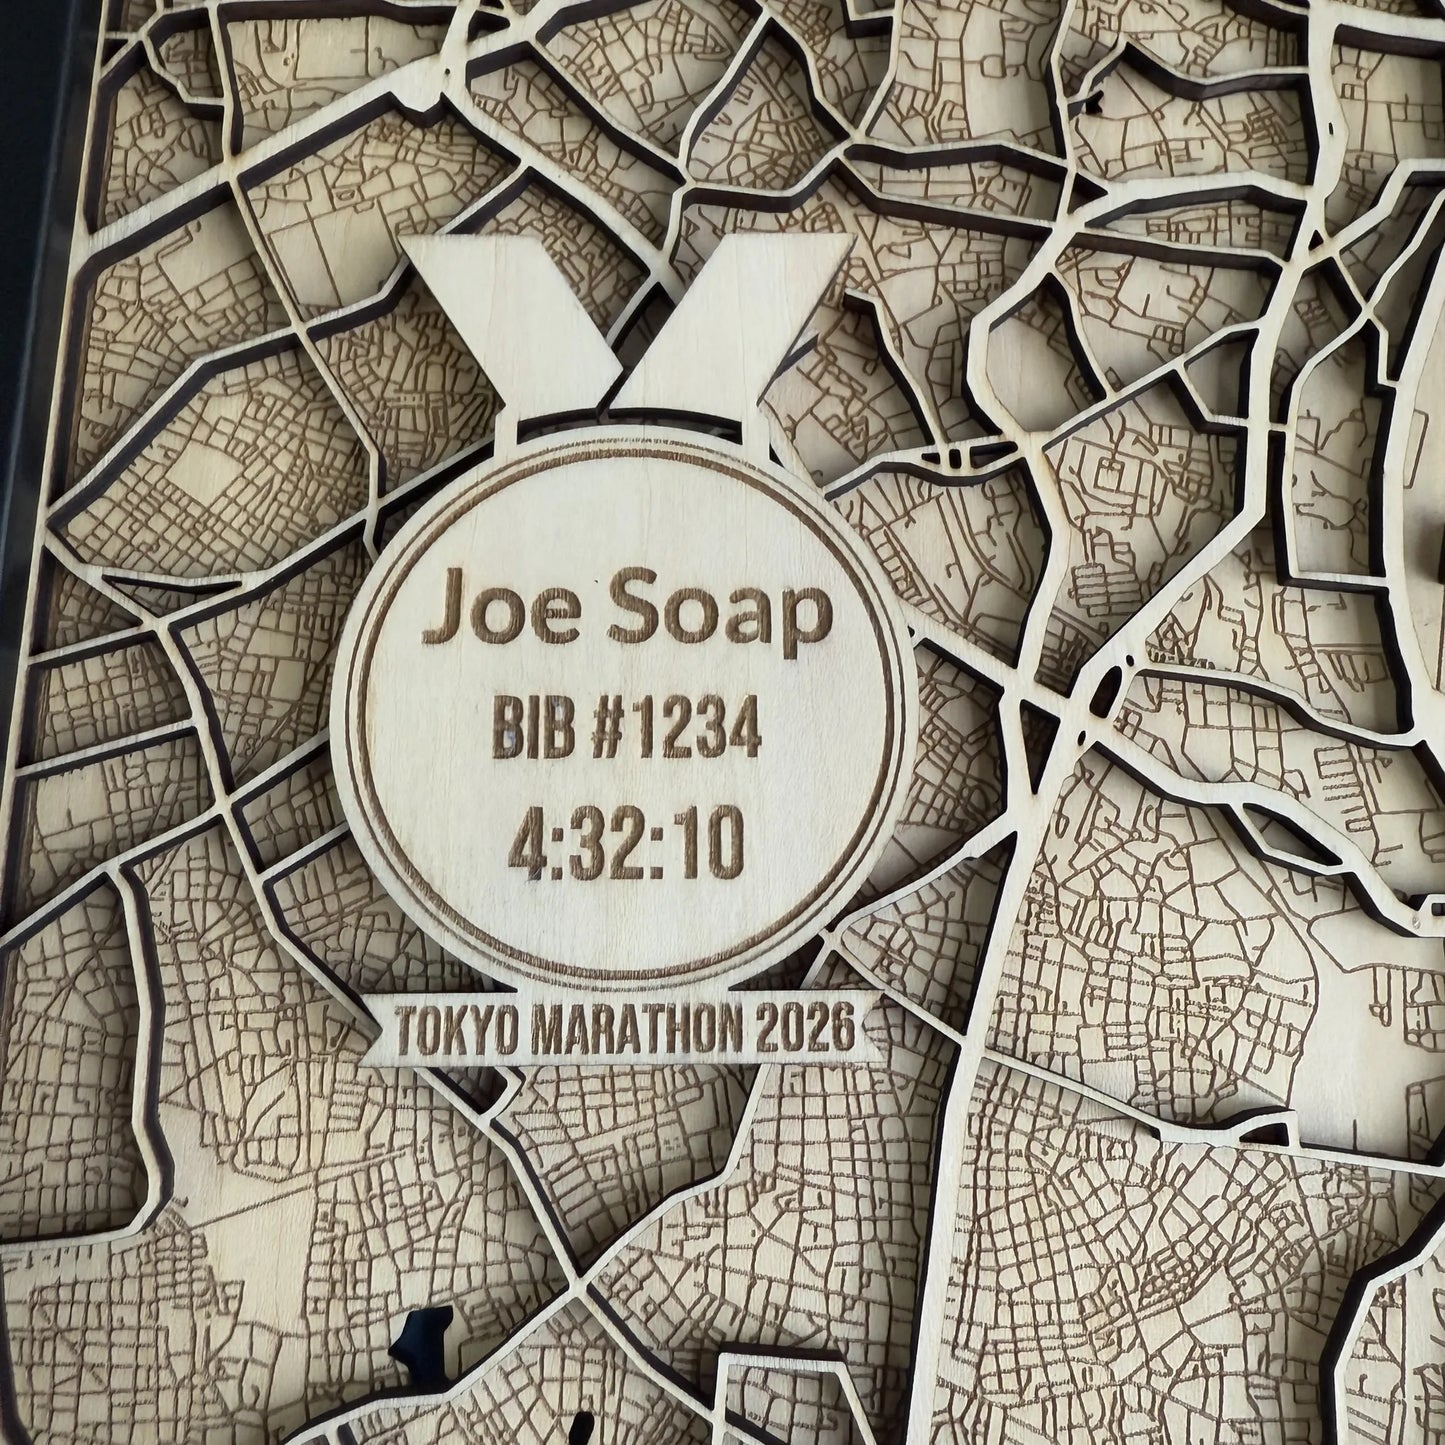 Joe Soap
BIB #1234
4:32:10
TOKYO MARATHON 2026